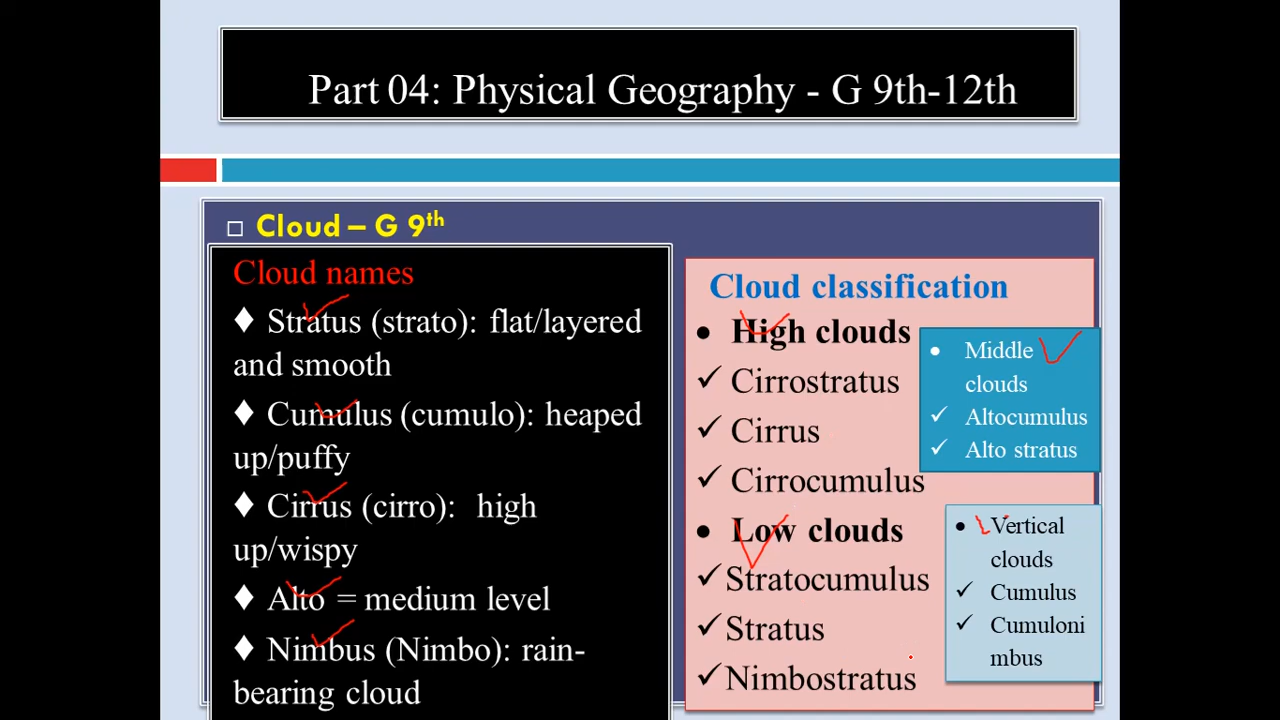 Part 04: Physical Geography - G 9th-12th
Cloud – G 9th
Cloud names
♦ Stratus (strato): flat/layered
and smooth
♦ Cumulus (cumulo): heaped
up/puffy
♦ Cirrus (cirro): high
up/wispy
♦ Alto = medium level
♦ Nimbus (Nimbo): rain-
bearing cloud
Cloud classification
• High clouds
✓ Cirrostratus
✓ Cirrus
✓ Cirrocumulus
• Low clouds
✓ Stratocumulus
✓ Stratus
✓ Nimbostratus
• Middle
clouds
✓ Altocumulus
✓ Alto stratus
• Vertical
clouds
✓ Cumulus
✓ Cumuloni
mbus